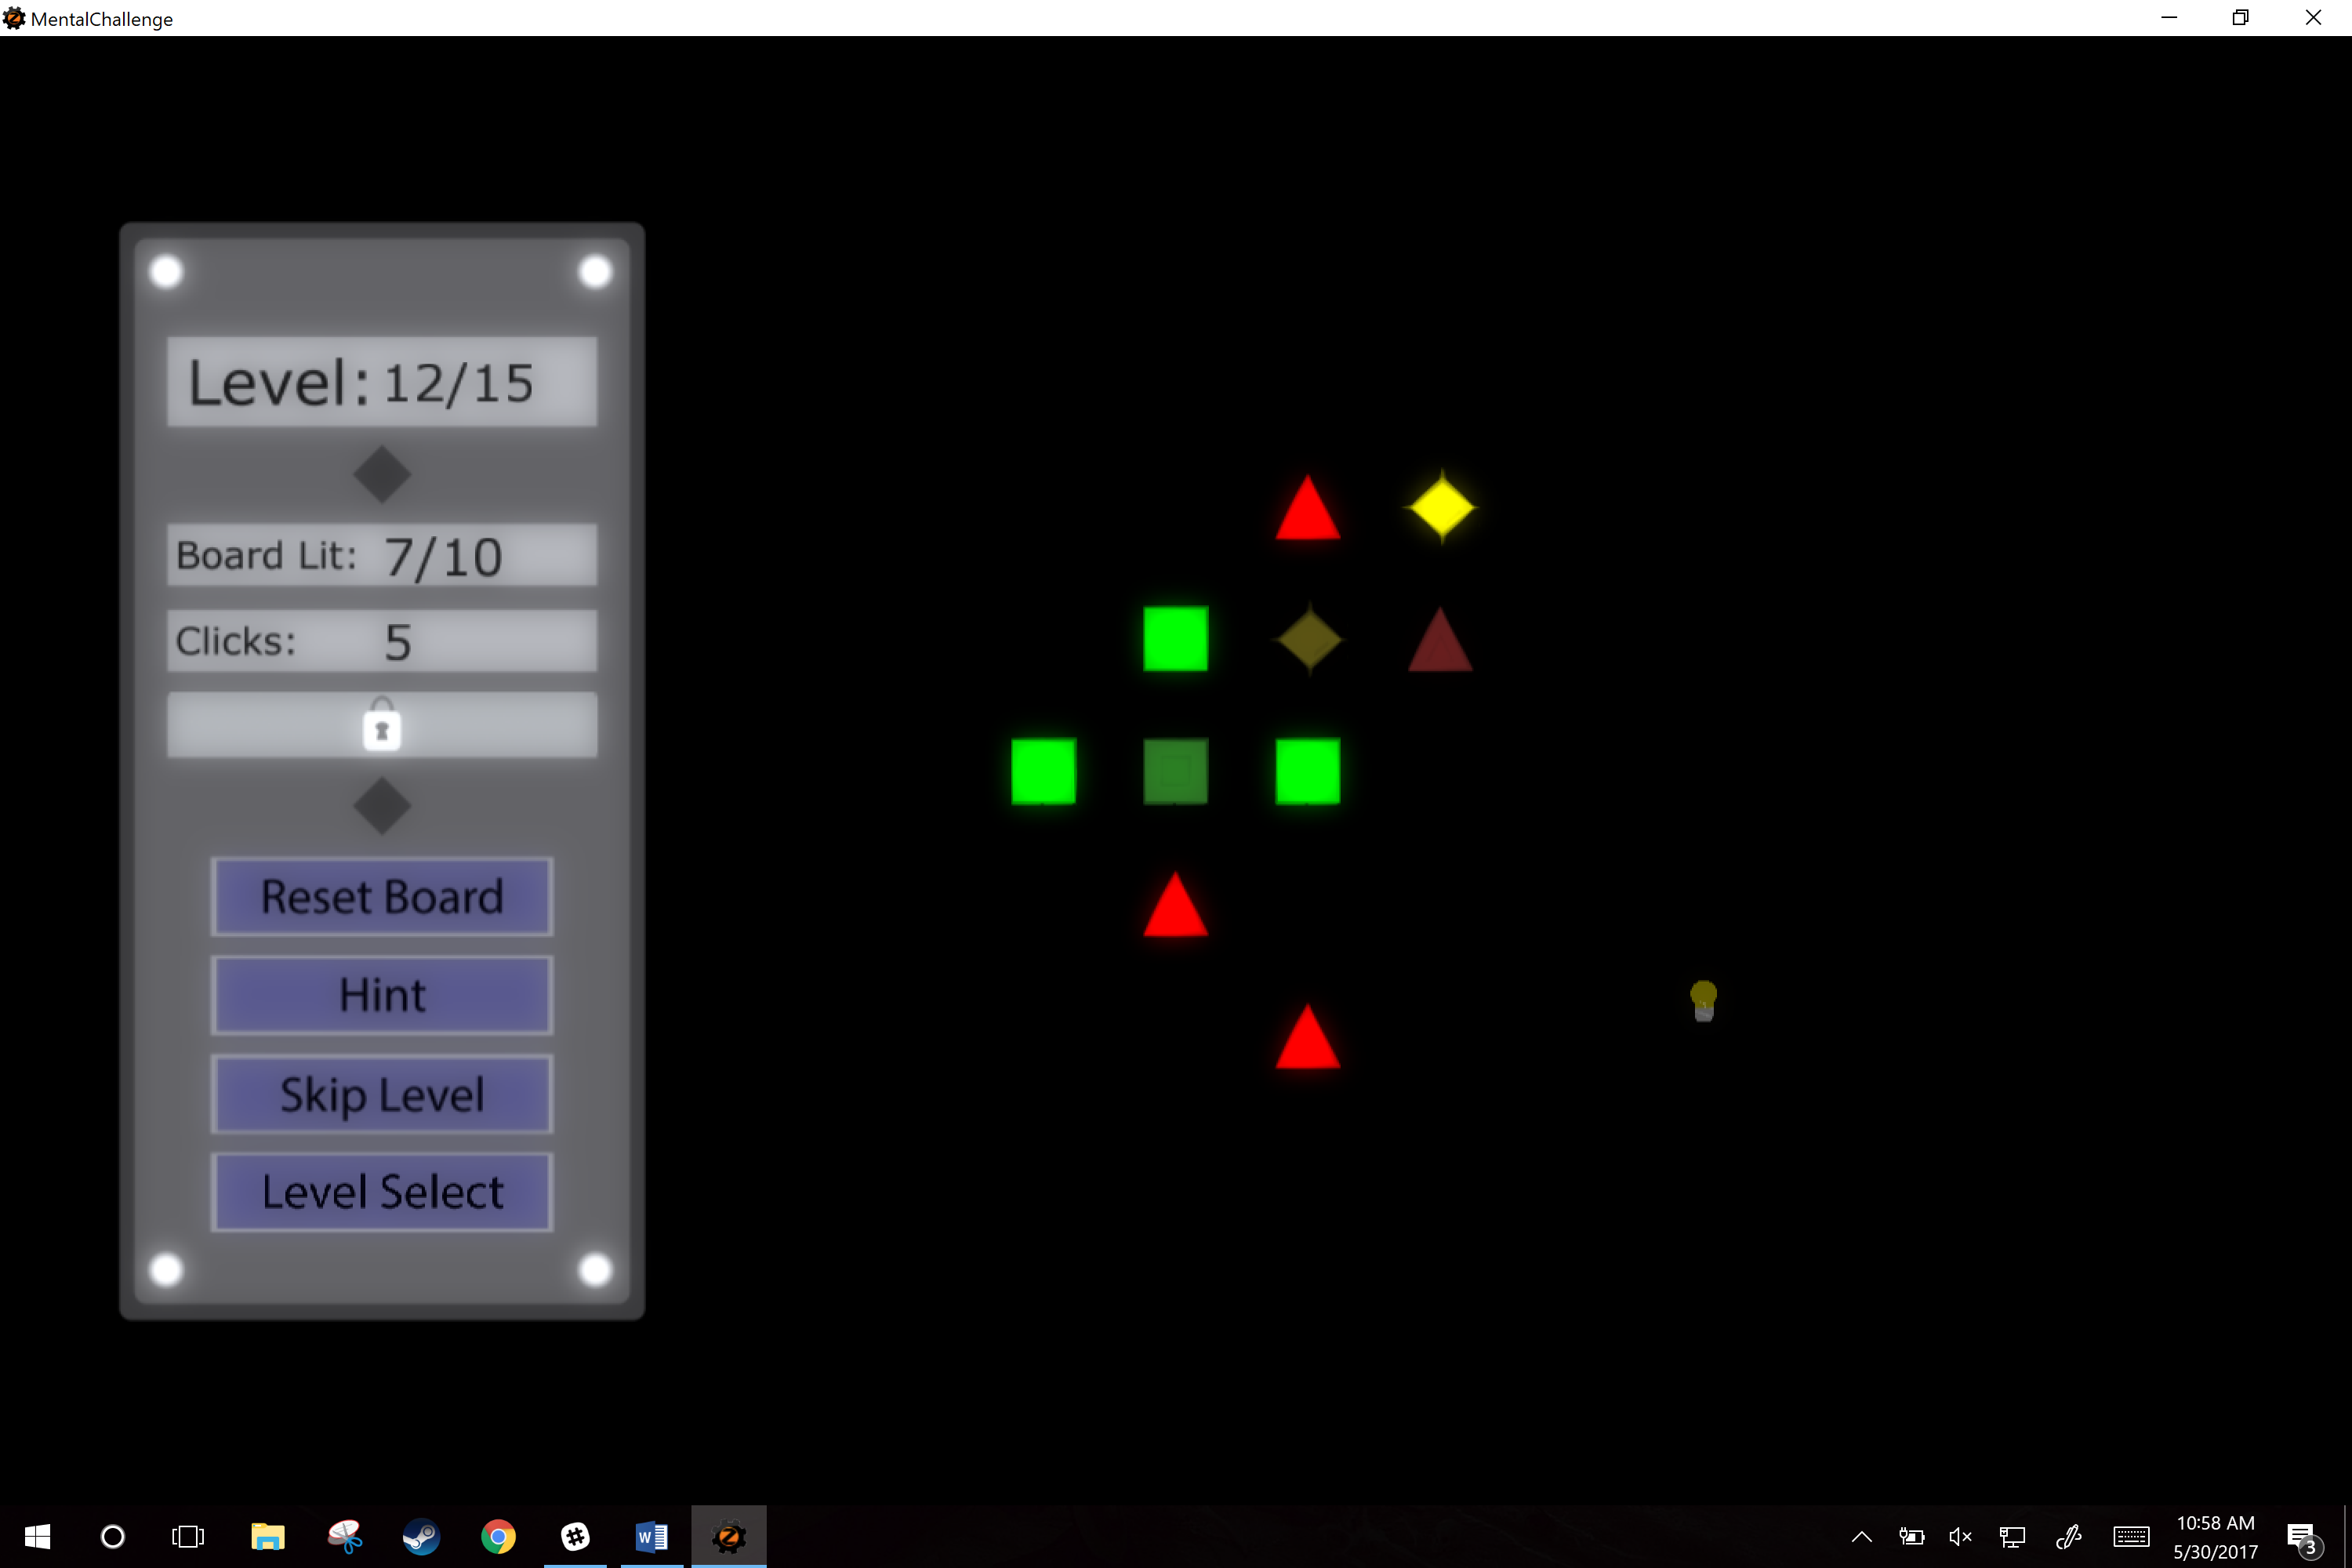 MentalChallenge
Level: 12/15
Board Lit: 7/10
Clicks: 5
Reset Board
Hint
Skip Level
Level Select
10:58 AM
5/30/2017
3